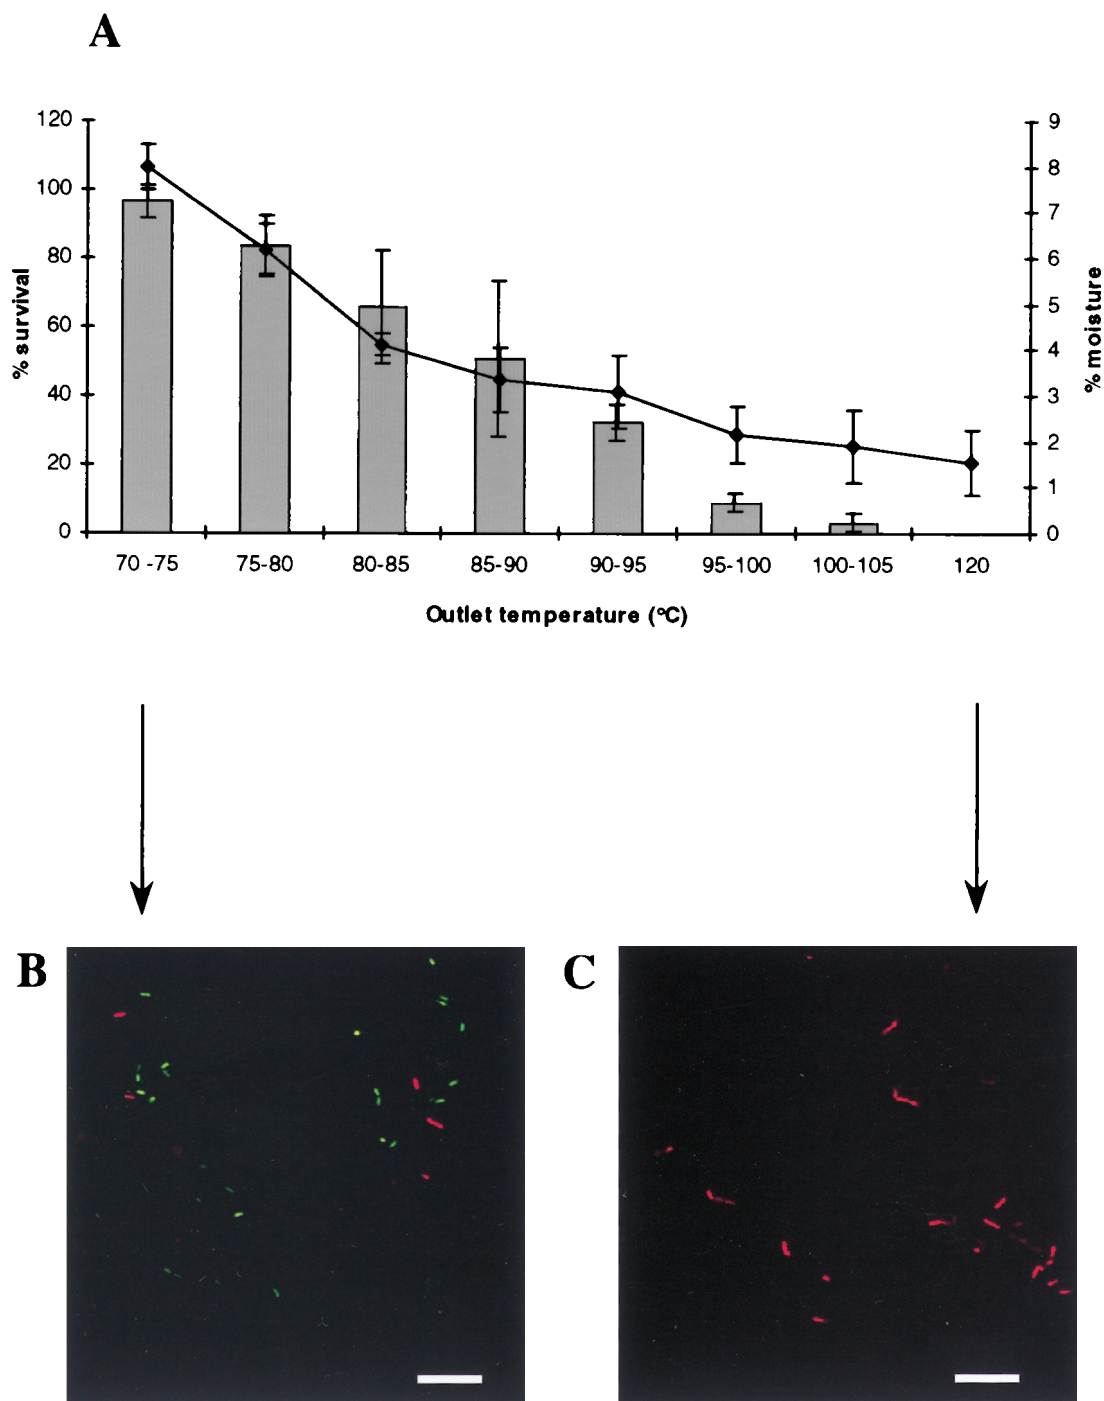 A
120 100 80 60 40 20 0
% survival
9 8 7 6 5 4 3 2 1 0
% moisture
70 -75 75-80 80-85 85-90 90-95 95-100 100-105 120
Outlet temperature (°C)
B
C